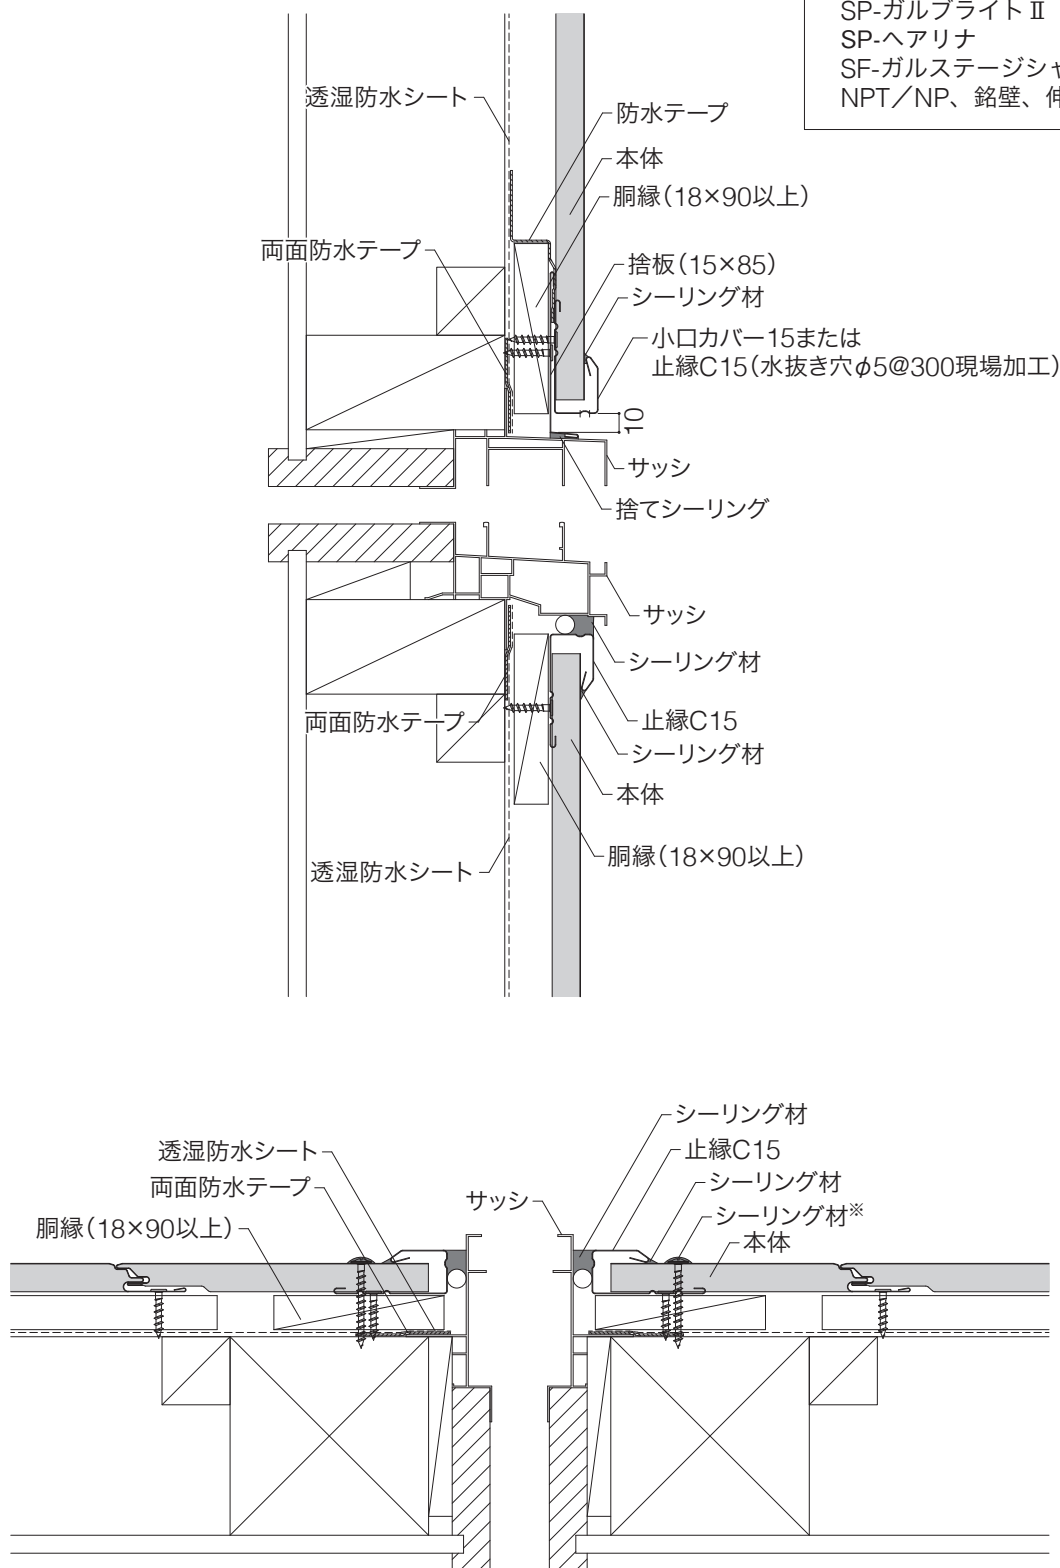 SP-ガルブライトⅡ
SP-ヘアリナ
SF-ガルステージシャ
NPT／NP、銘壁、伸
透湿防水シート
防水テープ
本体
胴縁（18×90以上）
両面防水テープ
捨板（15×85）
シーリング材
小口カバー15または
止縁C15（水抜き穴φ5@300現場加工）
10
サッシ
捨てシーリング
サッシ
シーリング材
両面防水テープ
止縁C15
シーリング材
本体
胴縁（18×90以上）
透湿防水シート
シーリング材
透湿防水シート
止縁C15
両面防水テープ
シーリング材
サッシ
シーリング材※
胴縁（18×90以上）
本体